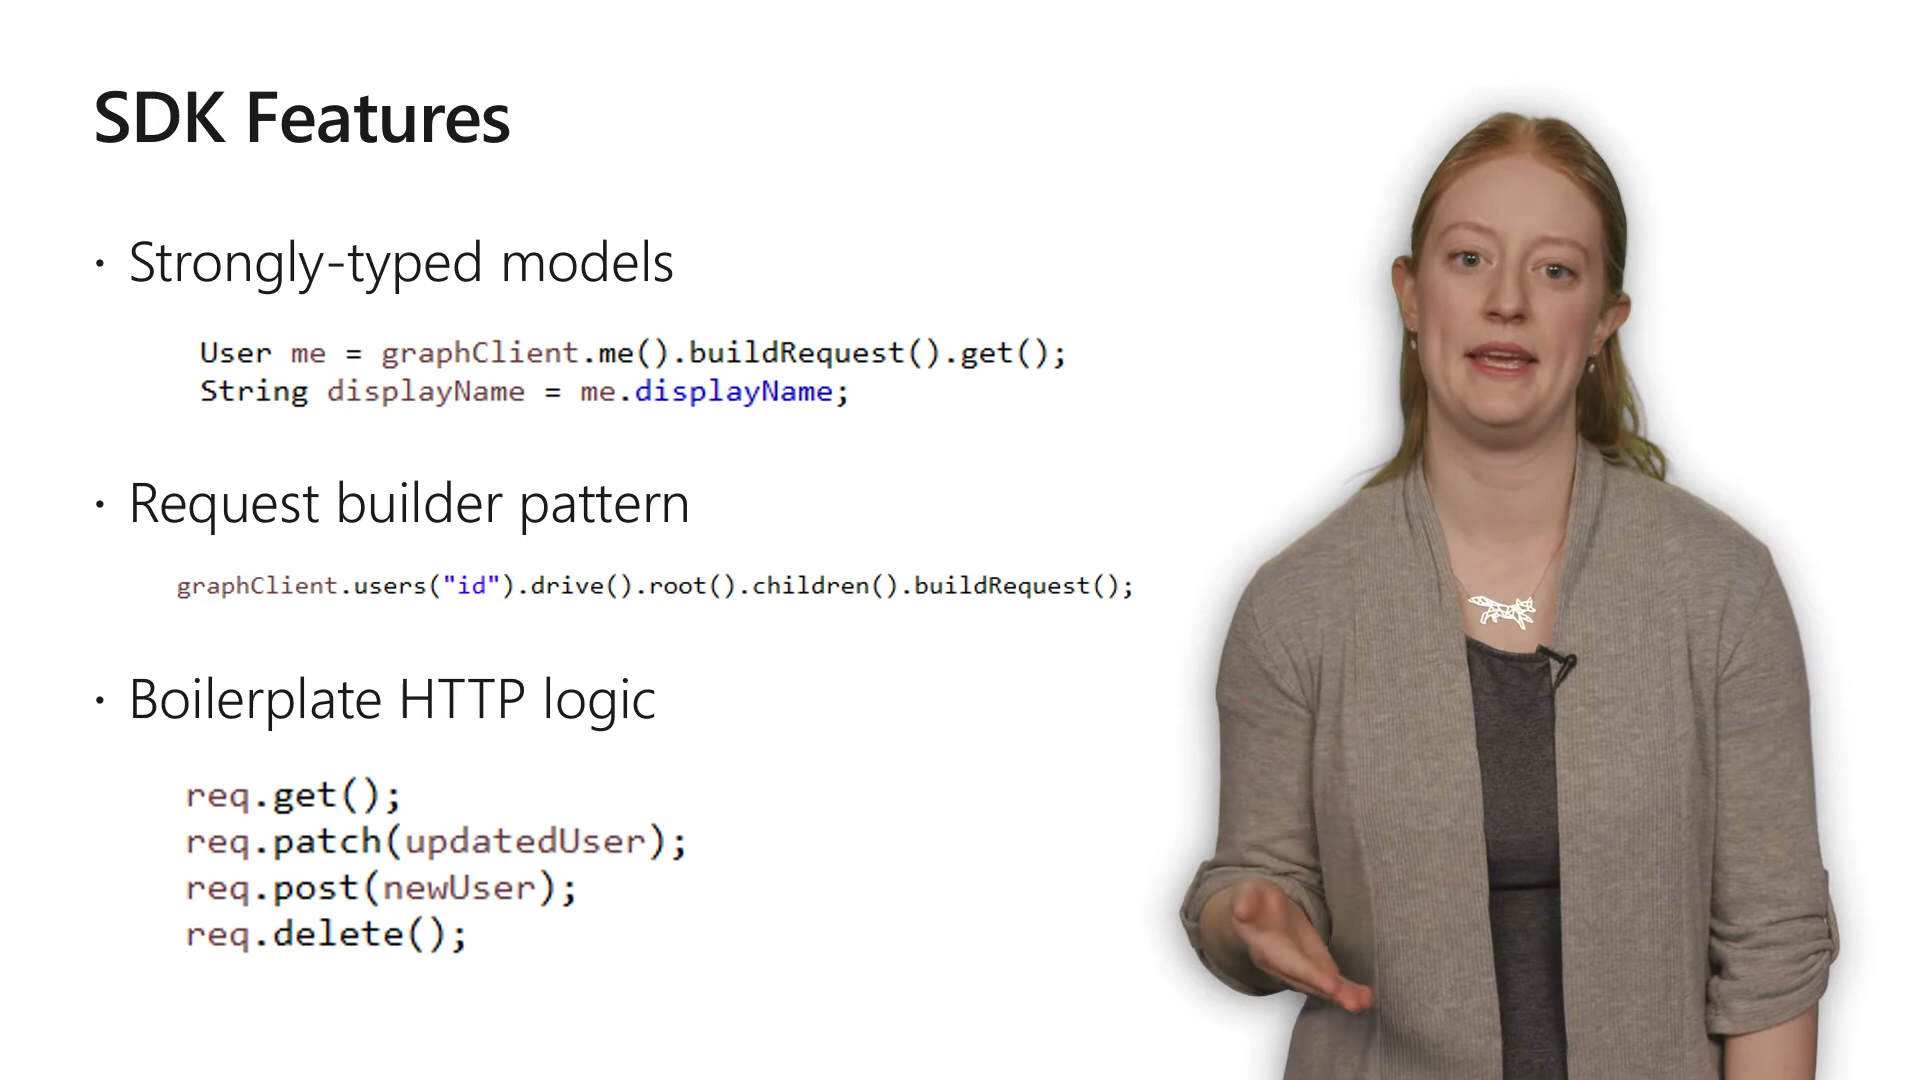 SDK Features
· Strongly-typed models
User me = graphClient.me().buildRequest().get();
String displayName = me.displayName;
· Request builder pattern
graphClient.users("id").drive().root().children().buildRequest();
· Boilerplate HTTP logic
req.get();
req.patch(updatedUser);
req.post(newUser);
req.delete();